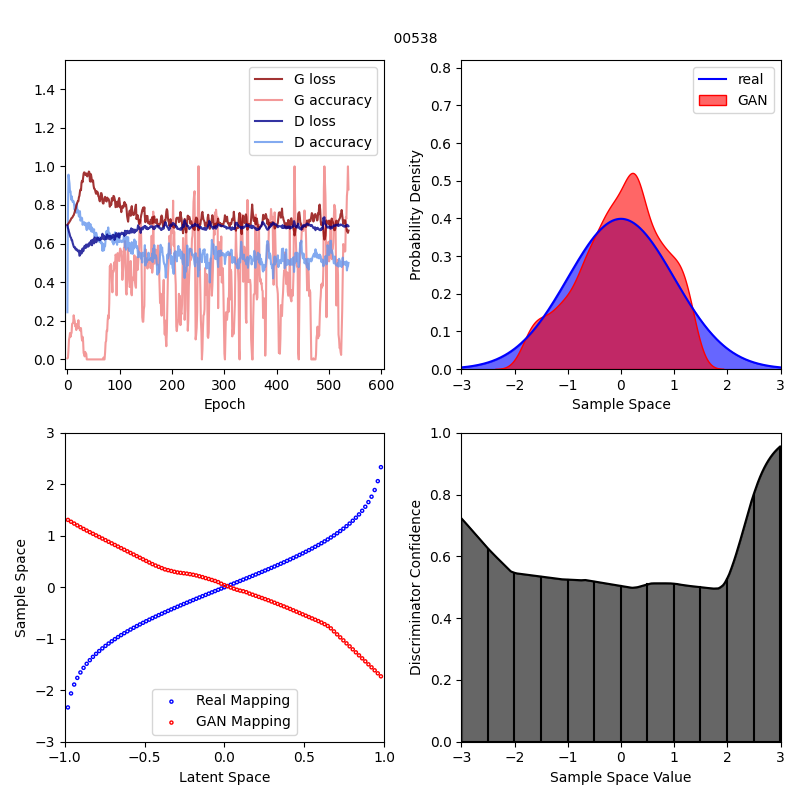 00538
1.4
1.2
1.0
0.8
0.6
0.4
0.2
0.0
0 100 200 300 400 500 600
Epoch
G loss
G accuracy
D loss
D accuracy
0.8
0.7
0.6
0.5
0.4
0.3
0.2
0.1
0.0
Probability Density
−3 −2 −1 0 1 2 3
Sample Space
real
GAN
3
2
1
0
−1
−2
−3
Sample Space
−1.0 −0.5 0.0 0.5 1.0
Latent Space
Real Mapping
GAN Mapping
1.0
0.8
0.6
0.4
0.2
0.0
Discriminator Confidence
−3 −2 −1 0 1 2 3
Sample Space Value